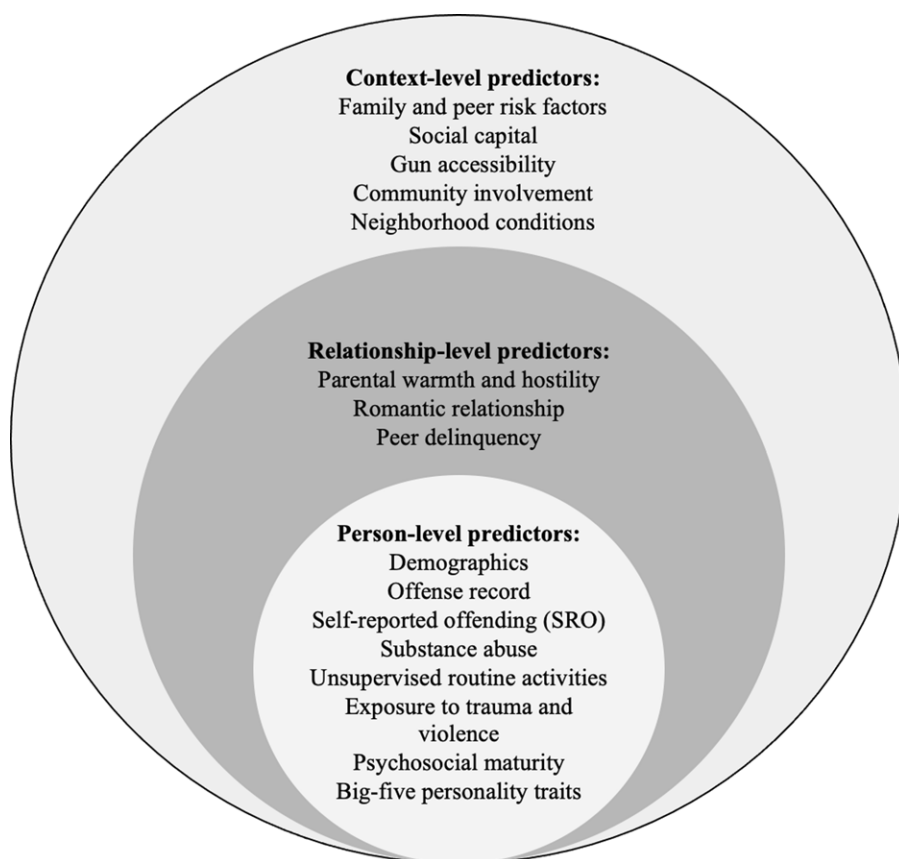 Context-level predictors:
Family and peer risk factors
Social capital
Gun accessibility
Community involvement
Neighborhood conditions
Relationship-level predictors:
Parental warmth and hostility
Romantic relationship
Peer delinquency
Person-level predictors:
Demographics
Offense record
Self-reported offending (SRO)
Substance abuse
Unsupervised routine activities
Exposure to trauma and
violence
Psychosocial maturity
Big-five personality traits